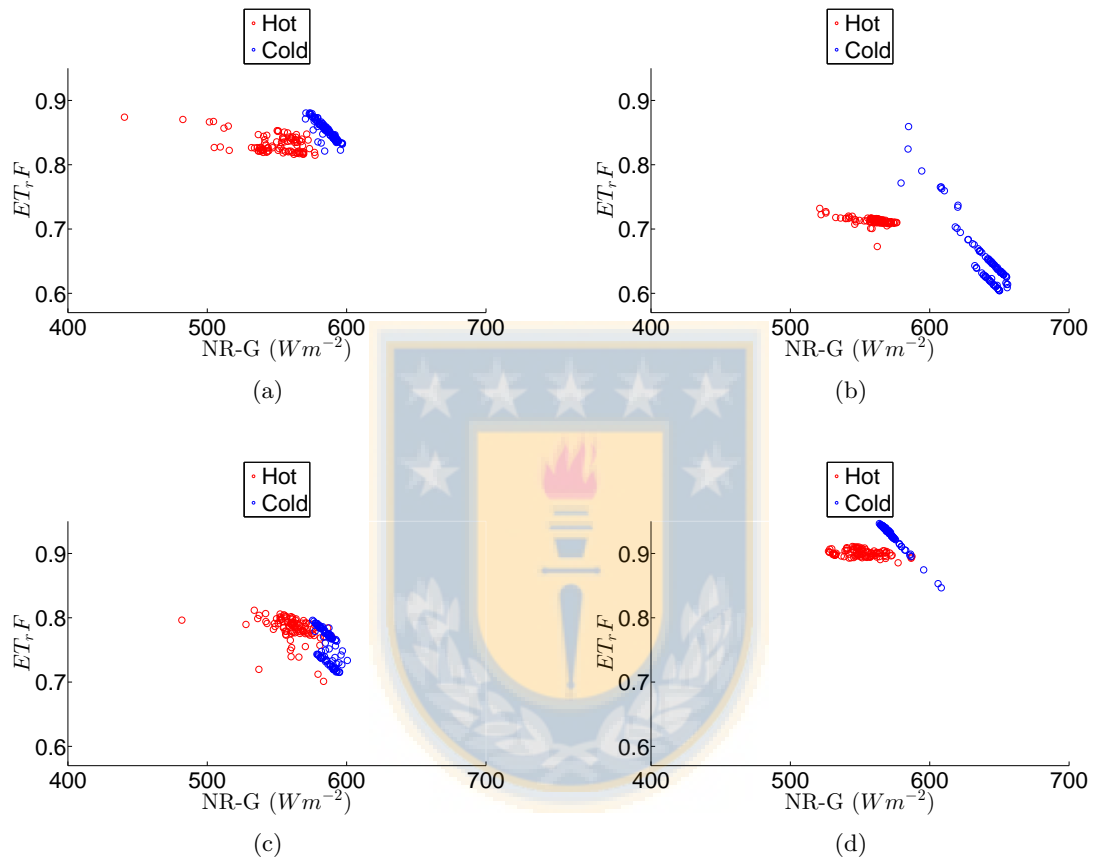 Hot
Cold
0.9
0.8
0.7
0.6
ET_rF
400 500 600 700
NR-G (Wm^{-2})
(a)
Hot
Cold
0.9
0.8
0.7
0.6
ET_rF
400 500 600 700
NR-G (Wm^{-2})
(b)
Hot
Cold
0.9
0.8
0.7
0.6
ET_rF
400 500 600 700
NR-G (Wm^{-2})
(c)
Hot
Cold
0.9
0.8
0.7
0.6
ET_rF
400 500 600 700
NR-G (Wm^{-2})
(d)